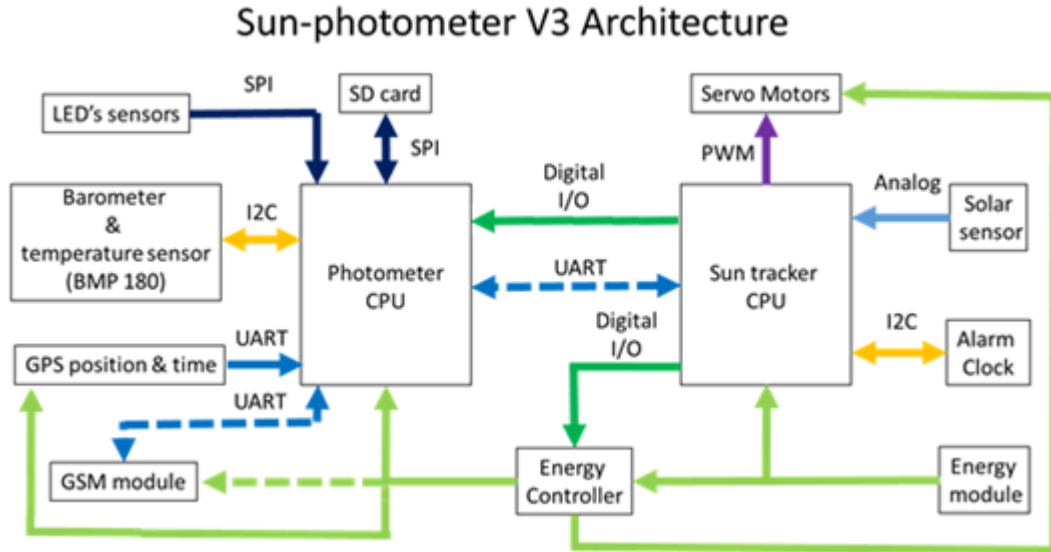 Sun-photometer V3 Architecture
SPI
LED's sensors
SD card
SPI
Servo Motors
PWM
Digital
I/O
Analog
Solar
sensor
Barometer
&
temperature sensor
(BMP 180)
I2C
Photometer
CPU
UART
Sun tracker
CPU
Digital
I/O
I2C
Alarm
Clock
UART
GPS position & time
UART
GSM module
Energy
Controller
Energy
module